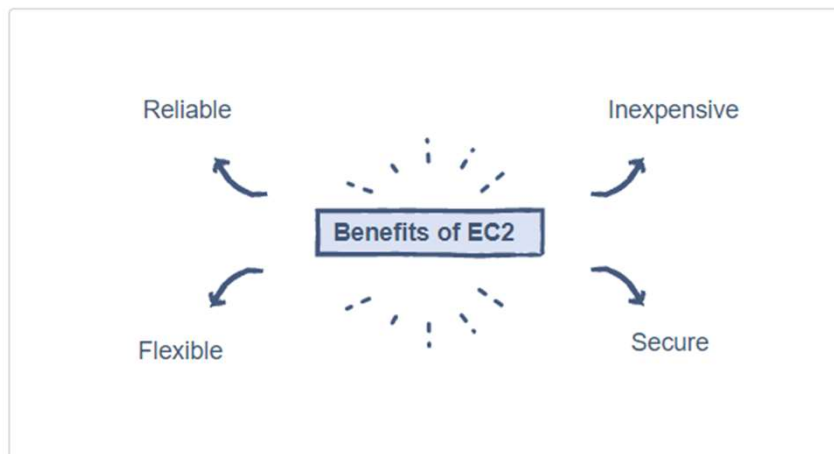 Reliable
Inexpensive
Benefits of EC2
Flexible
Secure